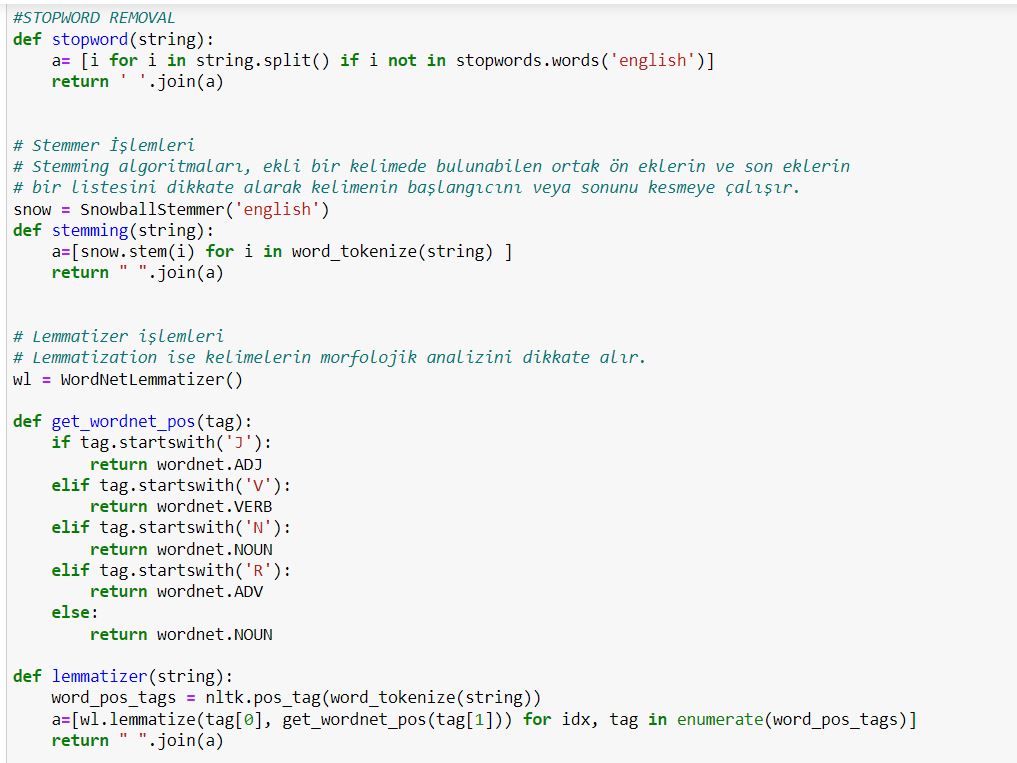 #STOPWORD REMOVAL
def stopword(string):
    a= [i for i in string.split() if i not in stopwords.words('english')]
    return ' '.join(a)
# Stemmer İşlemleri
# Stemming algoritmaları, ekli bir kelimede bulunabilen ortak ön eklerin ve son eklerin
# bir listesini dikkate alarak kelimenin başlangıcını veya sonunu kesmeye çalışır.
snow = SnowballStemmer('english')
def stemming(string):
    a=[snow.stem(i) for i in word_tokenize(string) ]
    return " ".join(a)
# Lemmatizer işlemleri
# Lemmatization ise kelimelerin morfolojik analizini dikkate alır.
wl = WordNetLemmatizer()
def get_wordnet_pos(tag):
    if tag.startswith('J'):
        return wordnet.ADJ
    elif tag.startswith('V'):
        return wordnet.VERB
    elif tag.startswith('N'):
        return wordnet.NOUN
    elif tag.startswith('R'):
        return wordnet.ADV
    else:
        return wordnet.NOUN
def lemmatizer(string):
    word_pos_tags = nltk.pos_tag(word_tokenize(string))
    a=[wl.lemmatize(tag[0], get_wordnet_pos(tag[1])) for idx, tag in enumerate(word_pos_tags)]
    return " ".join(a)